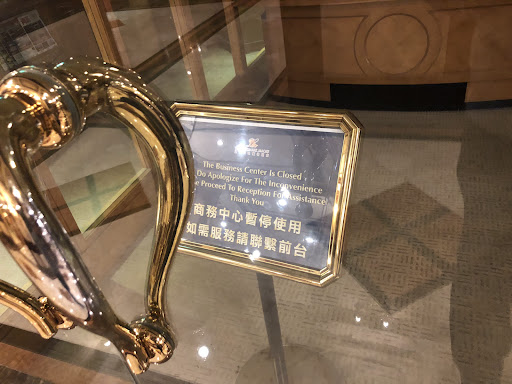 The Business Center Is Closed
Do Apologize For The Inconvenience
Proceed To Reception For Assistance!
Thank You
商務中心暫停使用
如需服務請聯繫前台